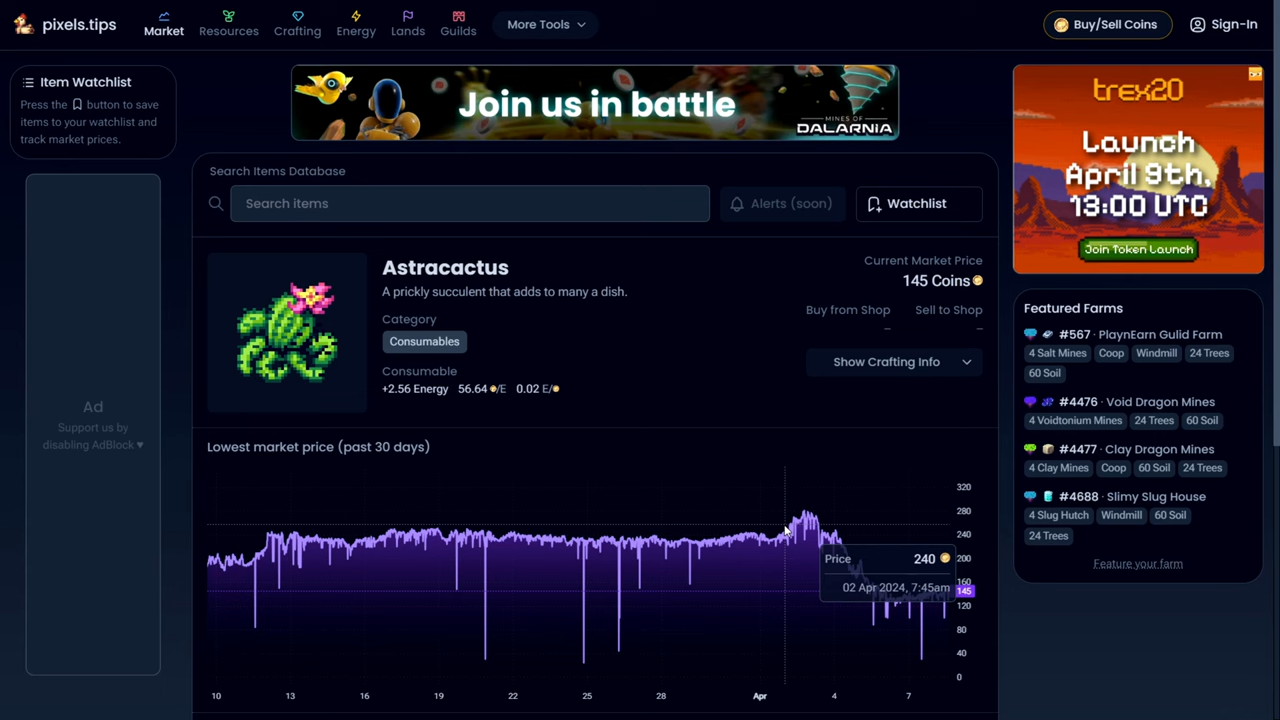 pixels.tips
Market
Resources
Crafting
Energy
Lands
Guilds
More Tools
Buy/Sell Coins
Sign-In
Item Watchlist
Press the button to save
items to your watchlist and
track market prices.
Ad
Support us by
disabling AdBlock ♥
Join us in battle
MINES OF
DALARNIA
Search Items Database
Search items
Alerts (soon)
Watchlist
Astracactus
A prickly succulent that adds to many a dish.
Category
Consumables
Consumable
+2.56 Energy 56.64 /E 0.02 E/
Current Market Price
145 Coins
Buy from Shop Sell to Shop
– –
Show Crafting Info
Lowest market price (past 30 days)
320
280
240
200
160
145
120
80
40
0
Price 240
02 Apr 2024, 7:45am
10 13 16 19 22 25 28 Apr 4 7
trex20
Launch
April 9th,
13:00 UTC
Join Token Launch
Featured Farms
#567 · PlaynEarn Gulid Farm
4 Salt Mines Coop Windmill 24 Trees
60 Soil
#4476 · Void Dragon Mines
4 Voidtonium Mines 24 Trees 60 Soil
#4477 · Clay Dragon Mines
4 Clay Mines Coop 60 Soil 24 Trees
#4688 · Slimy Slug House
4 Slug Hutch Windmill 60 Soil
24 Trees
Feature your farm